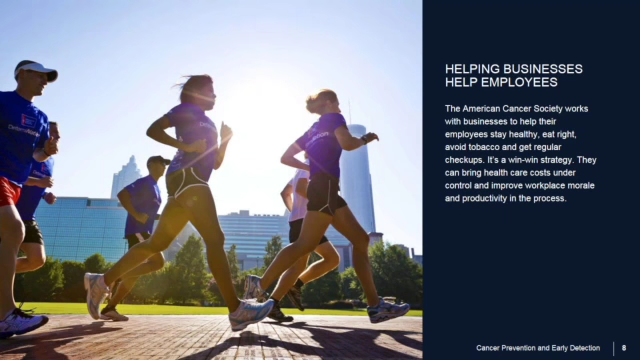 HELPING BUSINESSES
HELP EMPLOYEES
The American Cancer Society works
with businesses to help their
employees stay healthy, eat right,
avoid tobacco and get regular
checkups. It's a win-win strategy. They
can bring health care costs under
control and improve workplace morale
and productivity in the process.
Cancer Prevention and Early Detection 8